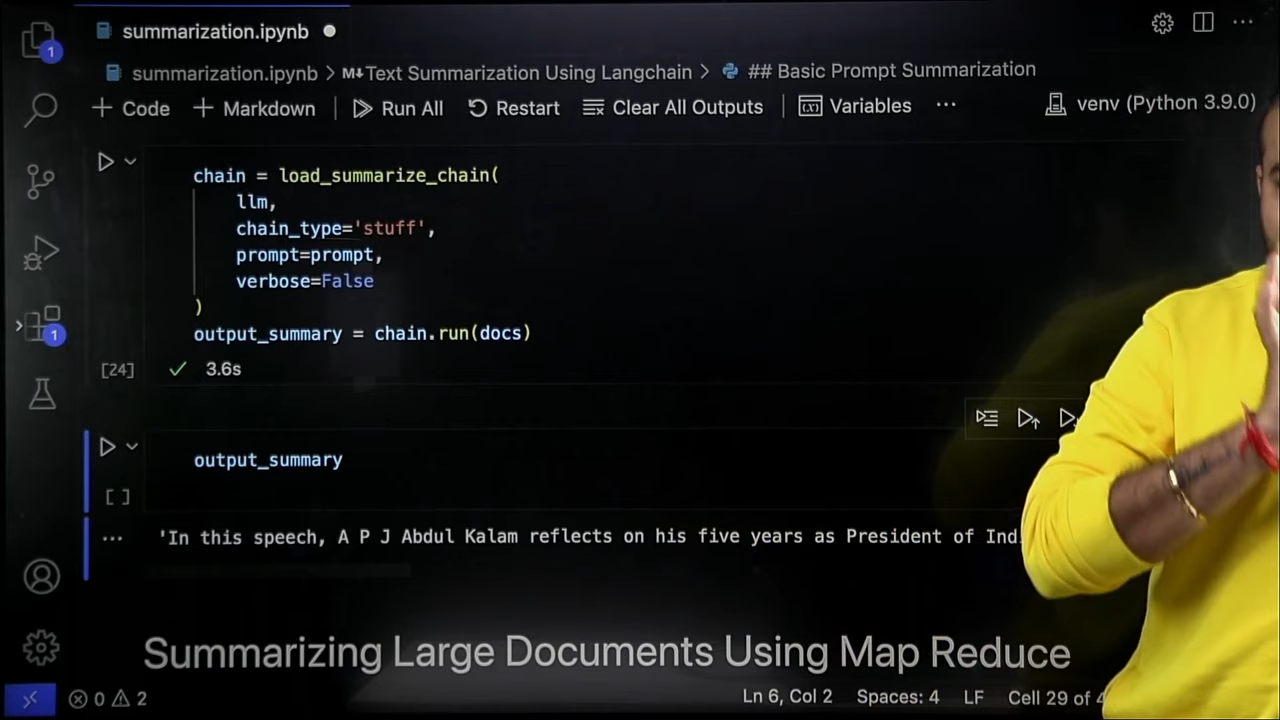 summarization.ipynb
summarization.ipynb > M↓Text Summarization Using Langchain > ## Basic Prompt Summarization
+ Code + Markdown | Run All Restart Clear All Outputs | Variables ... venv (Python 3.9.0)
1
chain = load_summarize_chain(
llm,
chain_type='stuff',
prompt=prompt,
verbose=False
)
output_summary = chain.run(docs)
1
[24] ✓ 3.6s
output_summary
[ ]
... 'In this speech, A P J Abdul Kalam reflects on his five years as President of Ind
Summarizing Large Documents Using Map Reduce
0 2 Ln 6, Col 2 Spaces: 4 LF Cell 29 of